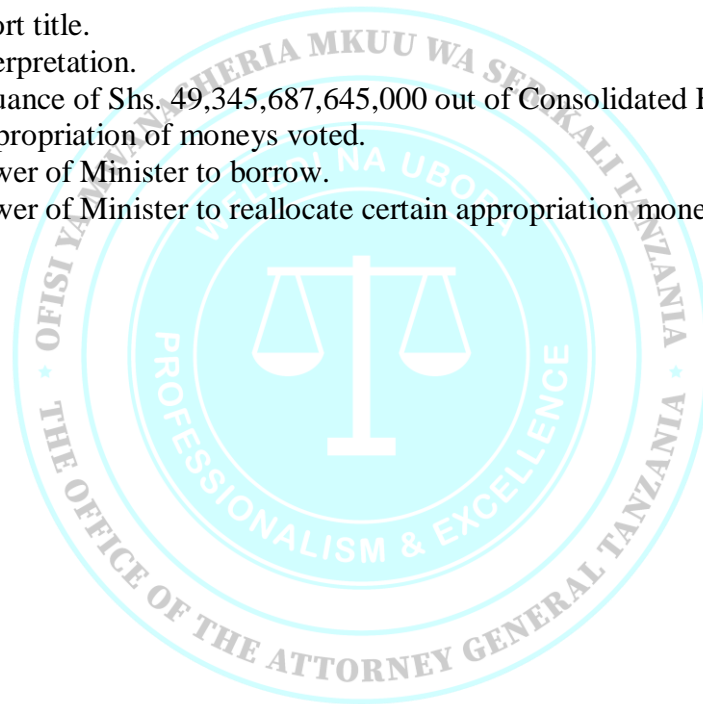 ort title.
erpretation.
uance of Shs. 49,345,687,645,000 out of Consolidated F
propriation of moneys voted.
wer of Minister to borrow.
wer of Minister to reallocate certain appropriation mone
OFISI YA MWANASHERIA MKUU WA SERIKALI TANZANIA
WELEDI NA UBORA
PROFESSIONALISM & EXCELLENCE
THE OFFICE OF THE ATTORNEY GENERAL TANZANIA